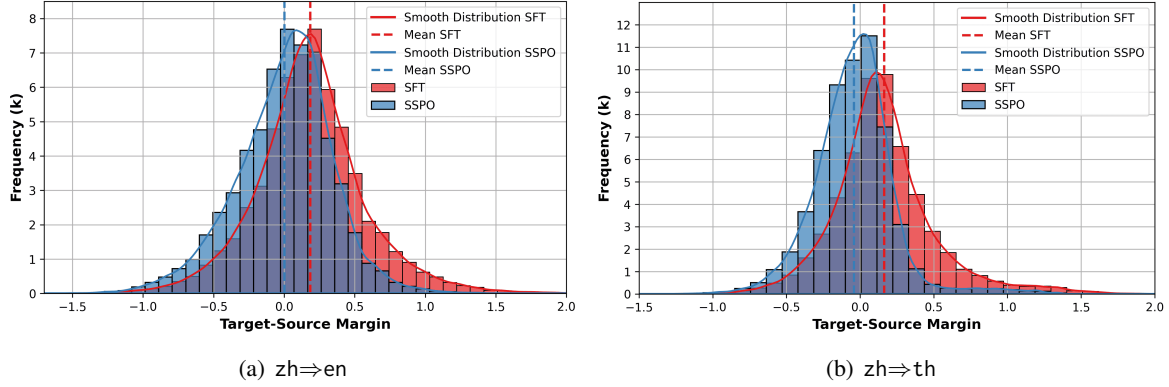 Smooth Distribution SFT
Mean SFT
Smooth Distribution SSPO
Mean SSPO
SFT
SSPO
Frequency (k)
8
7
6
5
4
3
2
1
0
−1.5 −1.0 −0.5 0.0 0.5 1.0 1.5 2.0
Target-Source Margin
(a) zh⇒en
Smooth Distribution SFT
Mean SFT
Smooth Distribution SSPO
Mean SSPO
SFT
SSPO
Frequency (k)
12
11
10
9
8
7
6
5
4
3
2
1
0
−1.5 −1.0 −0.5 0.0 0.5 1.0 1.5 2.0
Target-Source Margin
(b) zh⇒th